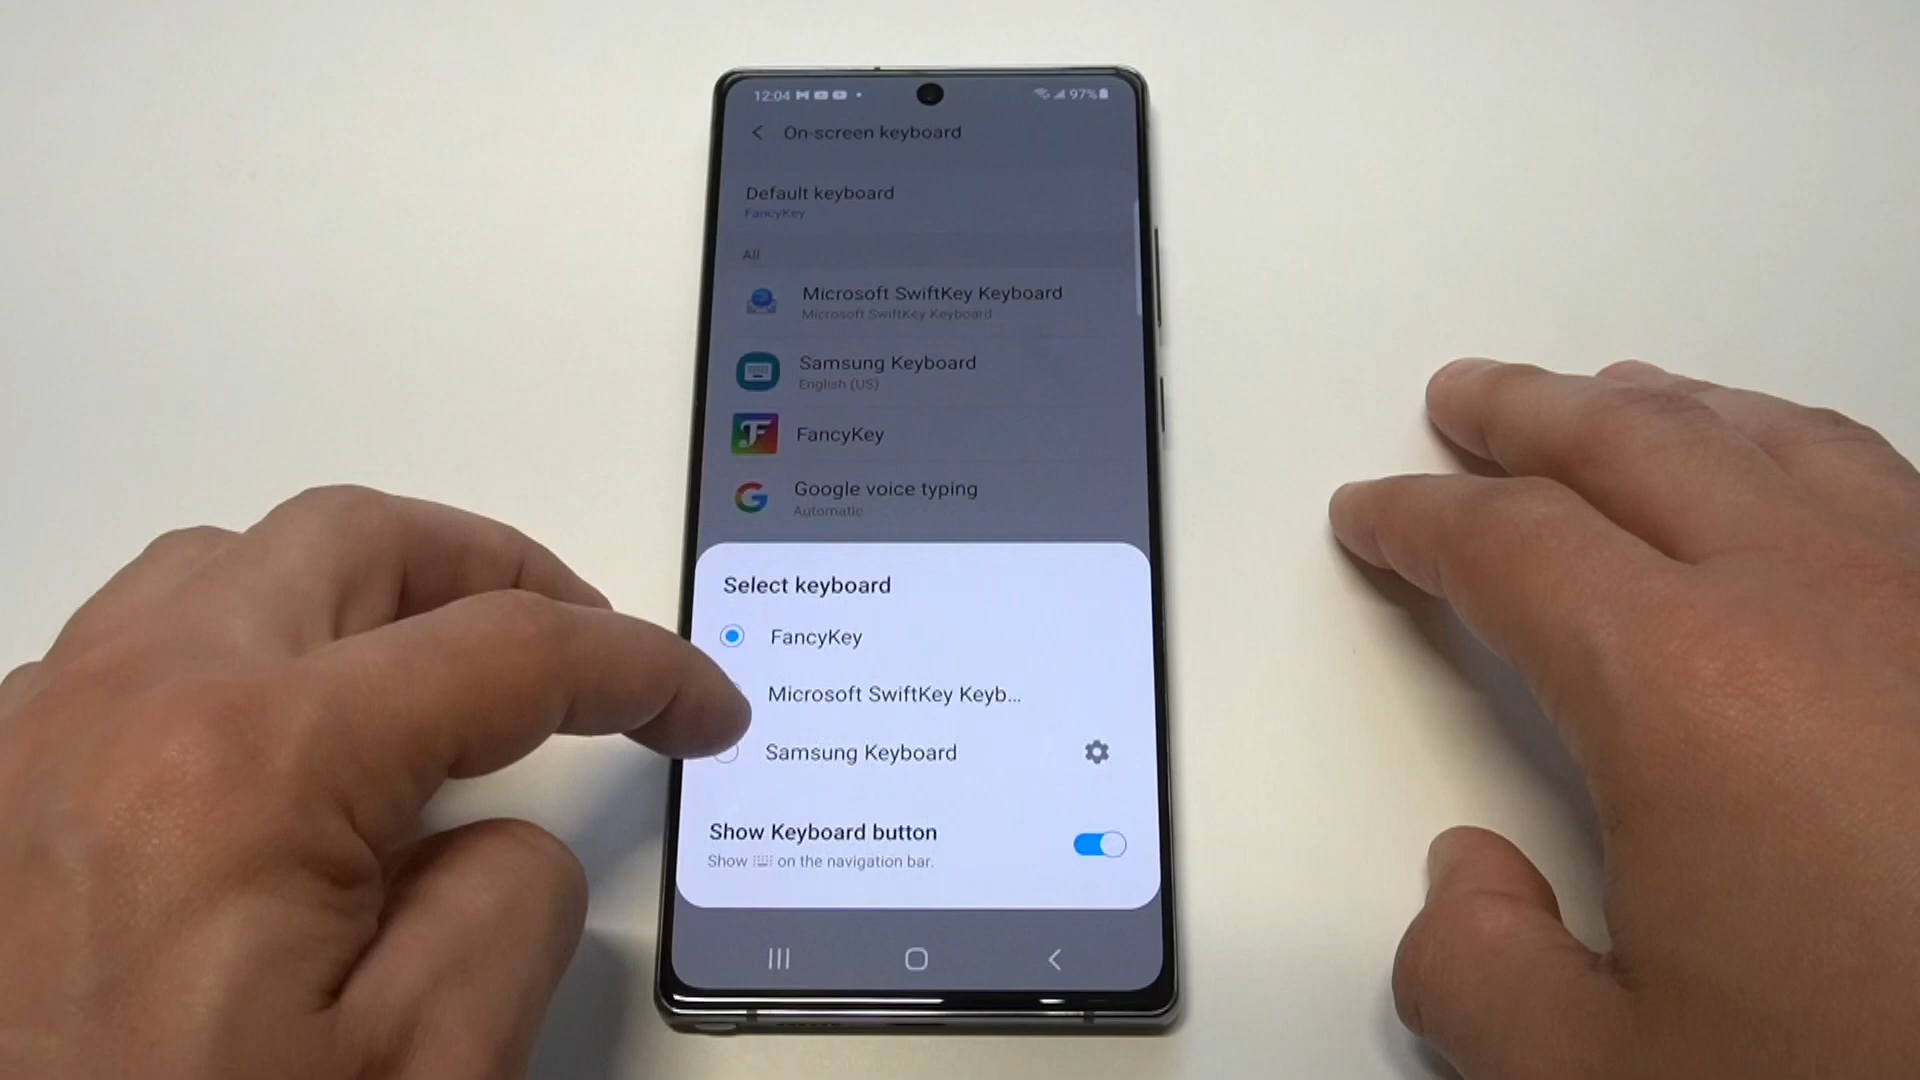 12:04
97%
On-screen keyboard
Default keyboard
FancyKey
All
Microsoft SwiftKey Keyboard
Microsoft SwiftKey Keyboard
Samsung Keyboard
English (US)
FancyKey
Google voice typing
Automatic
Select keyboard
FancyKey
Microsoft SwiftKey Keyb...
Samsung Keyboard
Show Keyboard button
Show on the navigation bar.